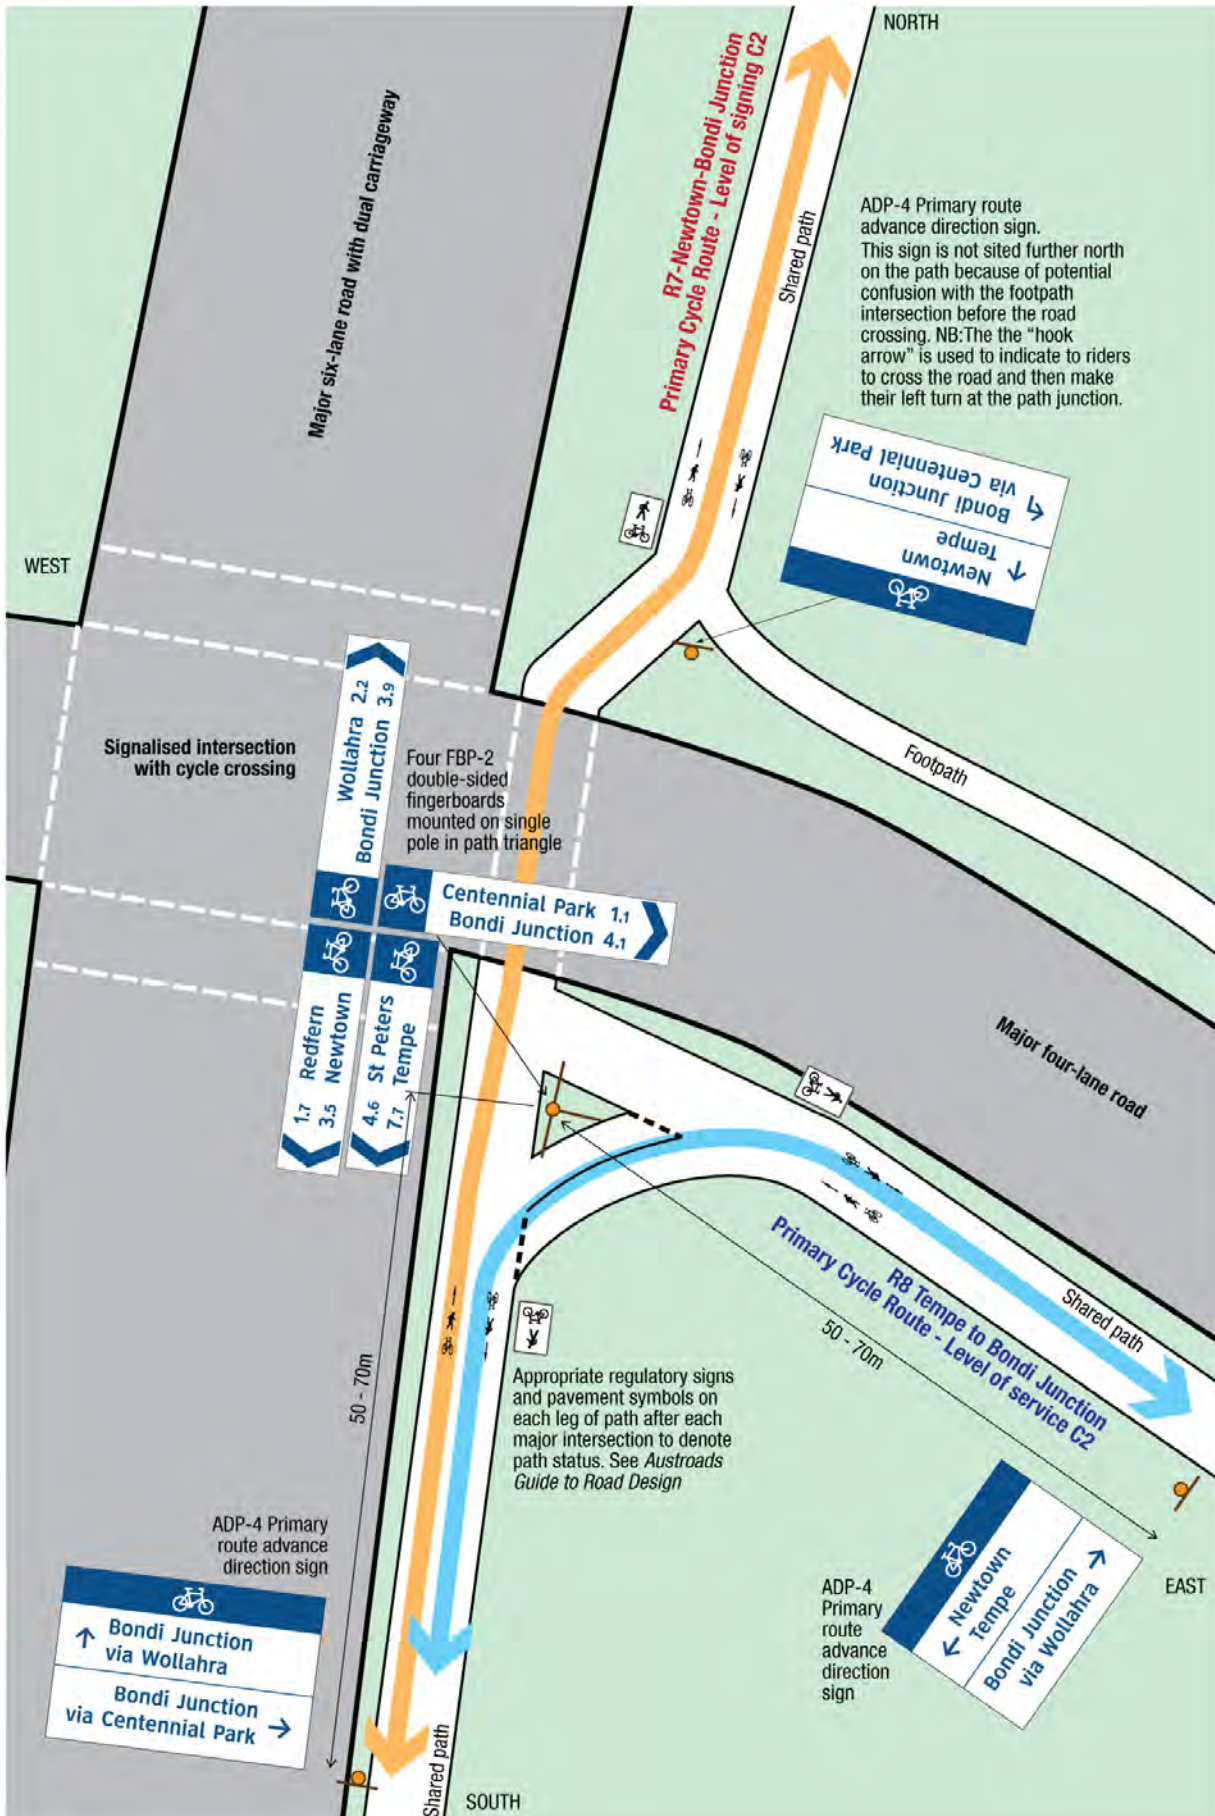 NORTH
R7-Newtown-Bondi Junction
Primary Cycle Route - Level of signing C2
Major six-lane road with dual carriageway
Shared path
ADP-4 Primary route
advance direction sign.
This sign is not sited further north
on the path because of potential
confusion with the footpath
intersection before the road
crossing. NB:The the “hook
arrow” is used to indicate to riders
to cross the road and then make
their left turn at the path junction.
Newtown
Tempe
Bondi Junction
via Centennial Park
WEST
Signalised intersection
with cycle crossing
Wollahra 2.2
Bondi Junction 3.9
Four FBP-2
double-sided
fingerboards
mounted on single
pole in path triangle
Footpath
Centennial Park 1.1
Bondi Junction 4.1
1.7 Redfern
3.5 Newtown
4.6 St Peters
7.7 Tempe
Major four-lane road
R8 Tempe to Bondi Junction
Primary Cycle Route - Level of service C2
Shared path
50 - 70m
50 - 70m
Appropriate regulatory signs
and pavement symbols on
each leg of path after each
major intersection to denote
path status. See Austroads
Guide to Road Design
ADP-4 Primary
route advance
direction sign
Bondi Junction
via Wollahra
Bondi Junction
via Centennial Park
ADP-4
Primary
route
advance
direction
sign
Newtown
Tempe
Bondi Junction
via Wollahra
EAST
Shared path
SOUTH